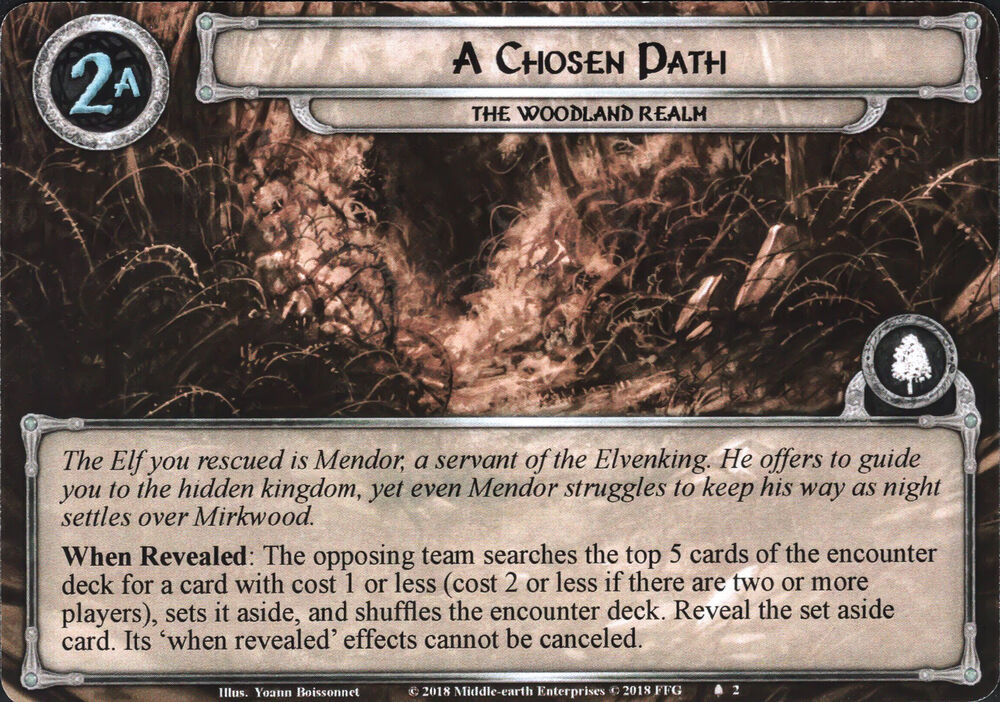 2A
A Chosen Path
The Woodland Realm
The Elf you rescued is Mendor, a servant of the Elvenking. He offers to guide
you to the hidden kingdom, yet even Mendor struggles to keep his way as night
settles over Mirkwood.
When Revealed: The opposing team searches the top 5 cards of the encounter
deck for a card with cost 1 or less (cost 2 or less if there are two or more
players), sets it aside, and shuffles the encounter deck. Reveal the set aside
card. Its ‘when revealed’ effects cannot be canceled.
Illus. Yoann Boissonnet © 2018 Middle-earth Enterprises © 2018 FFG 2